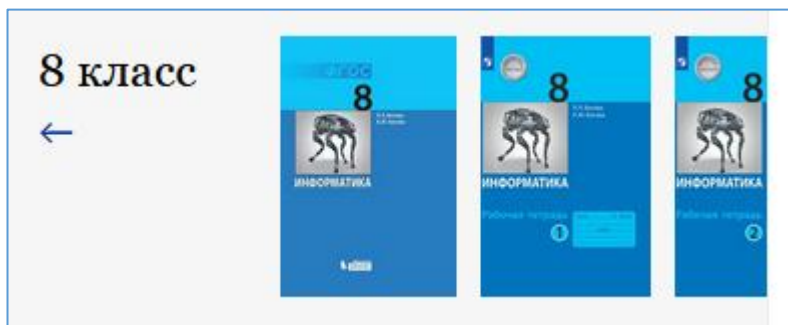 8 класс
ФГОС
8
ИНФОРМАТИКА
8
ИНФОРМАТИКА
Рабочая тетрадь
1
8
ИНФОРМАТИКА
Рабочая тетрадь
2